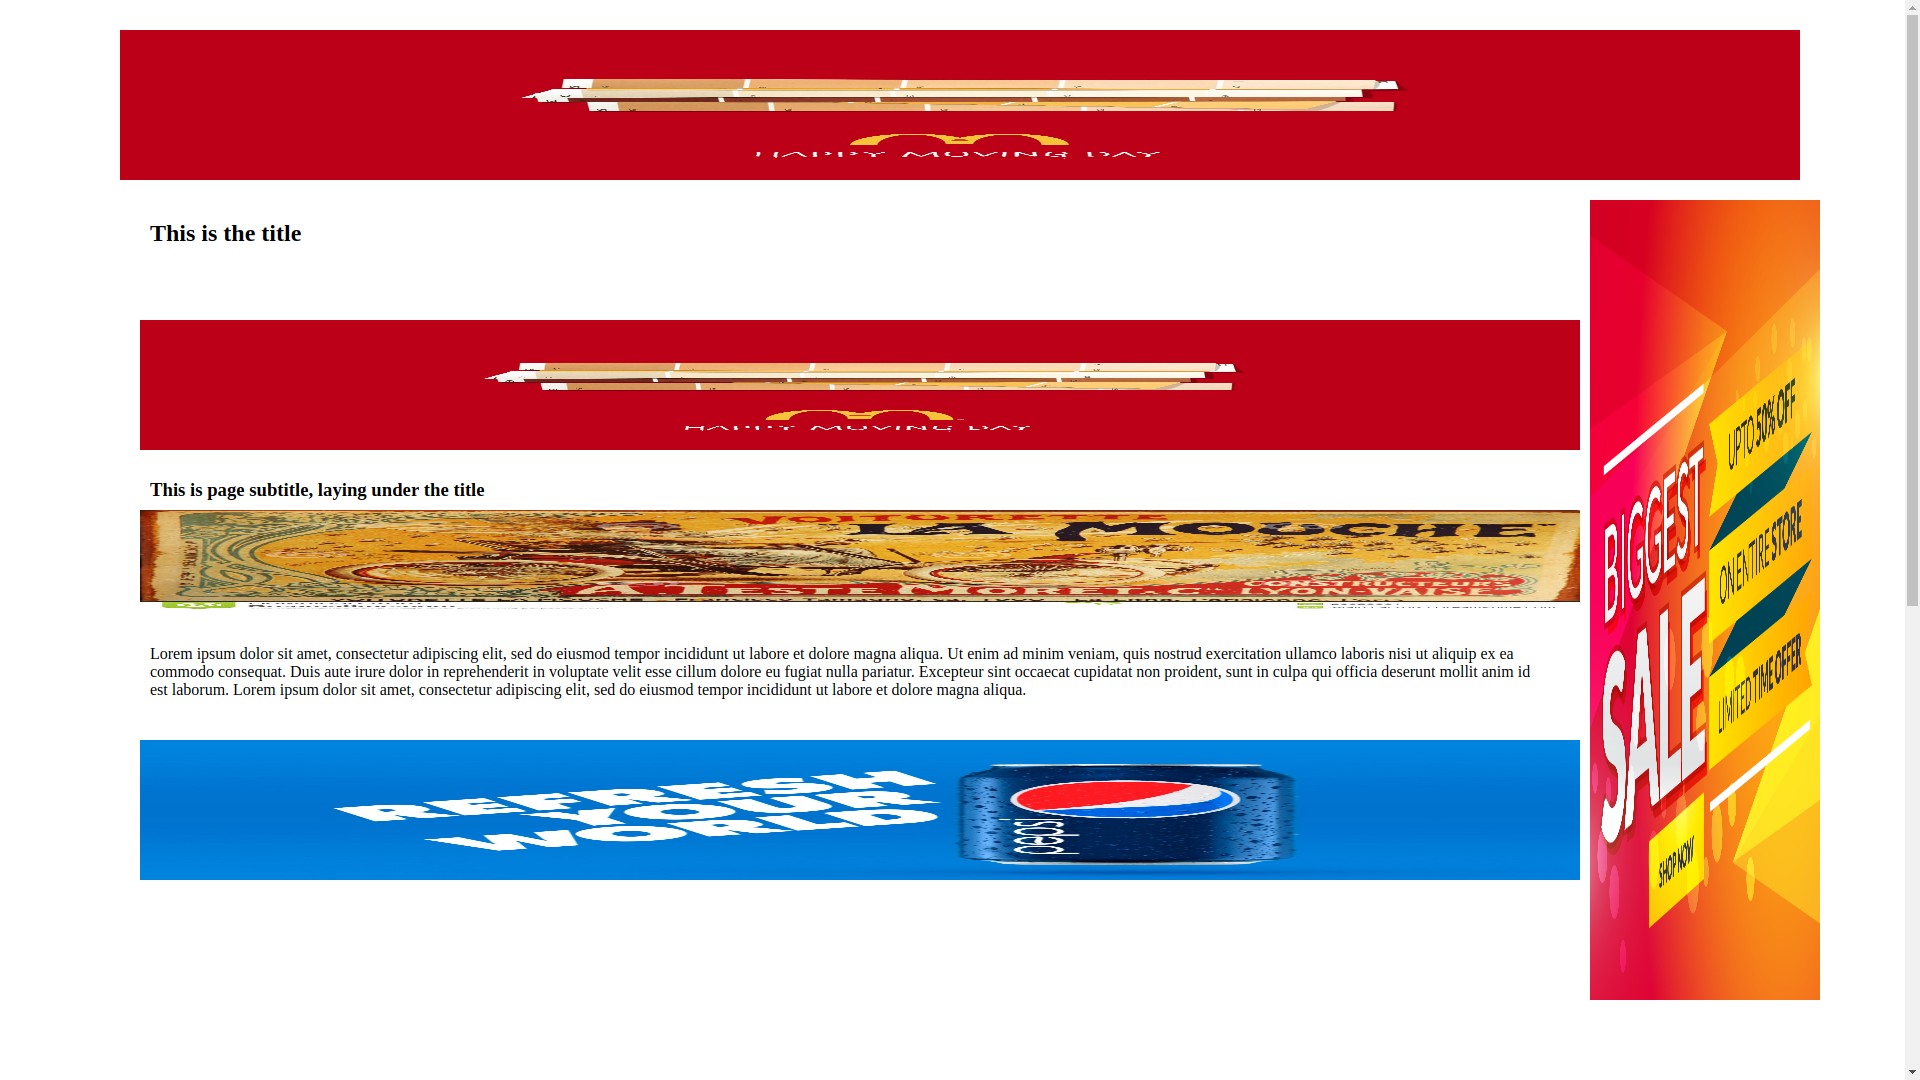 HAPPY MOVING DAY
This is the title
HAPPY MOVING DAY
This is page subtitle, laying under the title
VOITORETTE
"LA MOUCHE"
CONSTRUCTEURS
A. TESTE MORET & C LYON-VAISE
Lorem ipsum dolor sit amet, consectetur adipiscing elit, sed do eiusmod tempor incididunt ut labore et dolore magna aliqua. Ut enim ad minim veniam, quis nostrud exercitation ullamco laboris nisi ut aliquip ex ea
commodo consequat. Duis aute irure dolor in reprehenderit in voluptate velit esse cillum dolore eu fugiat nulla pariatur. Excepteur sint occaecat cupidatat non proident, sunt in culpa qui officia deserunt mollit anim id
est laborum. Lorem ipsum dolor sit amet, consectetur adipiscing elit, sed do eiusmod tempor incididunt ut labore et dolore magna aliqua.
REFRESH
YOUR
WORLD
pepsi
BIGGEST
SALE
UPTO 50% OFF
ON ENTIRE STORE
LIMITED TIME OFFER
SHOP NOW